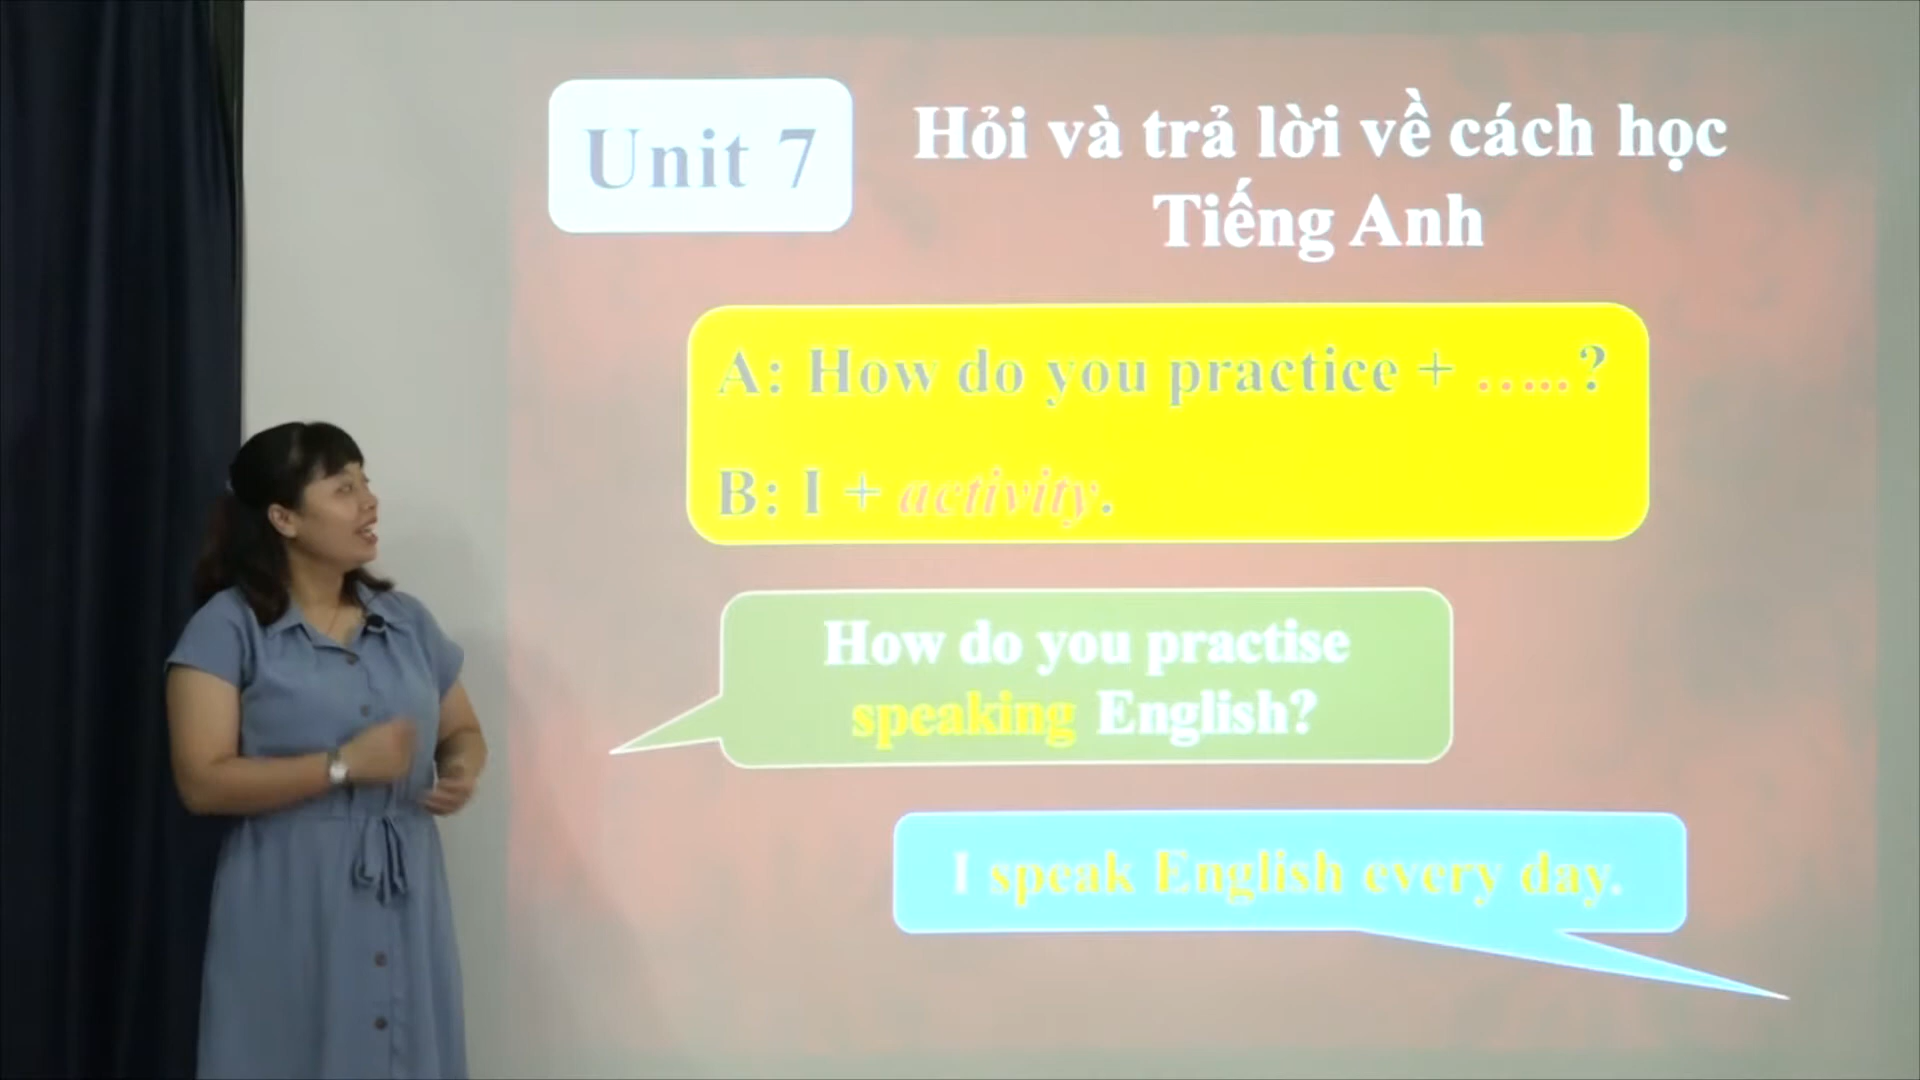 Unit 7
Hỏi và trả lời về cách học
Tiếng Anh
A: How do you practice + .....?
B: I + activity.
How do you practise
speaking English?
I speak English every day.